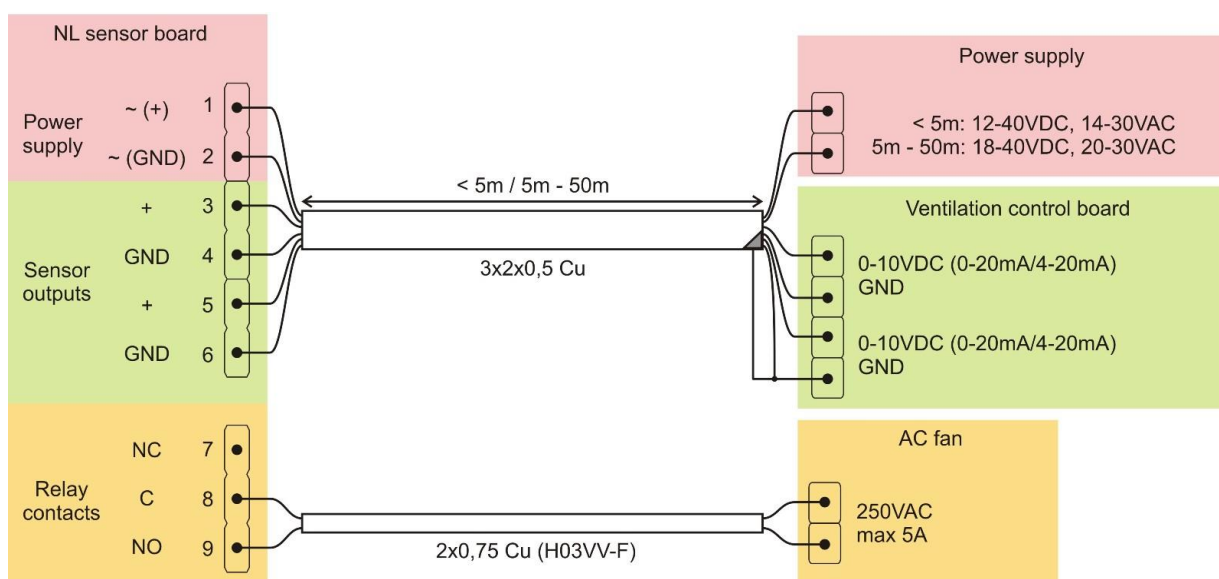 NL sensor board
Power supply
~ (+) 1
~ (GND) 2
Sensor outputs
+ 3
GND 4
+ 5
GND 6
Relay contacts
NC 7
C 8
NO 9
< 5m / 5m - 50m
3x2x0,5 Cu
2x0,75 Cu (H03VV-F)
Power supply
< 5m: 12-40VDC, 14-30VAC
5m - 50m: 18-40VDC, 20-30VAC
Ventilation control board
0-10VDC (0-20mA/4-20mA)
GND
0-10VDC (0-20mA/4-20mA)
GND
AC fan
250VAC
max 5A